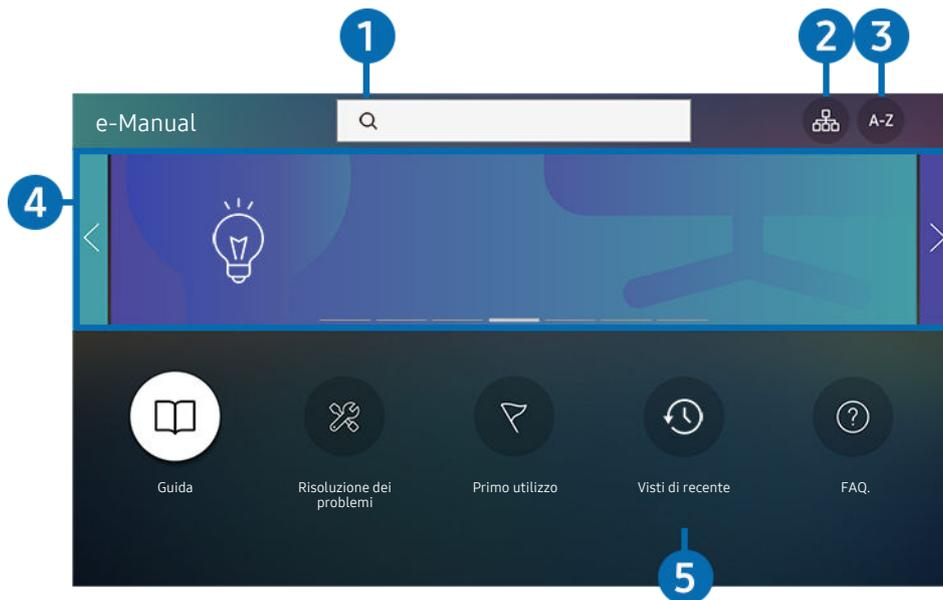 1
2
3
e-Manual
A-Z
4
Guida
Risoluzione dei
problemi
Primo utilizzo
Visti di recente
FAQ.
5